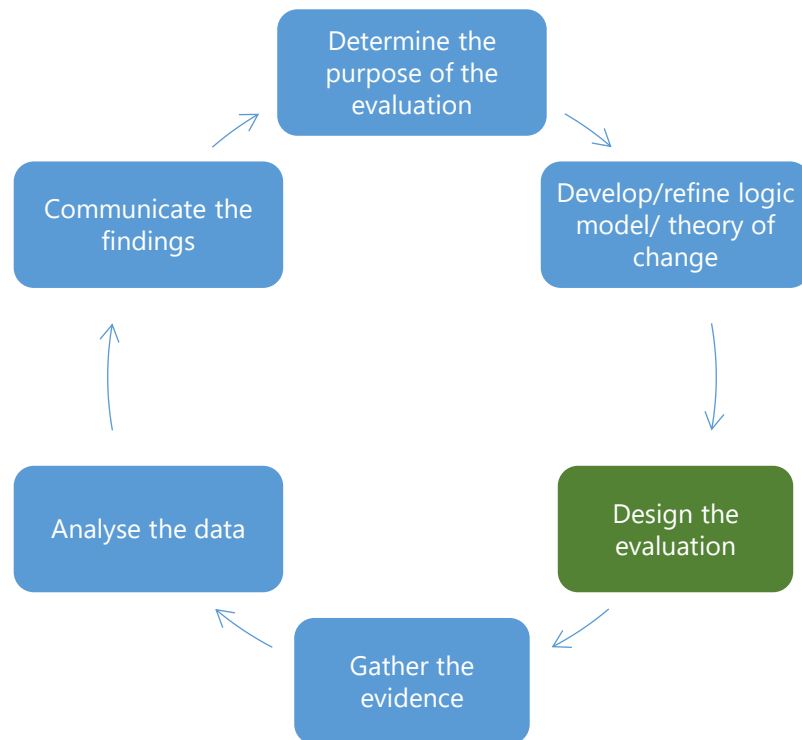 Determine the
purpose of the
evaluation
Develop/refine logic
model/ theory of
change
Design the
evaluation
Gather the
evidence
Analyse the data
Communicate the
findings